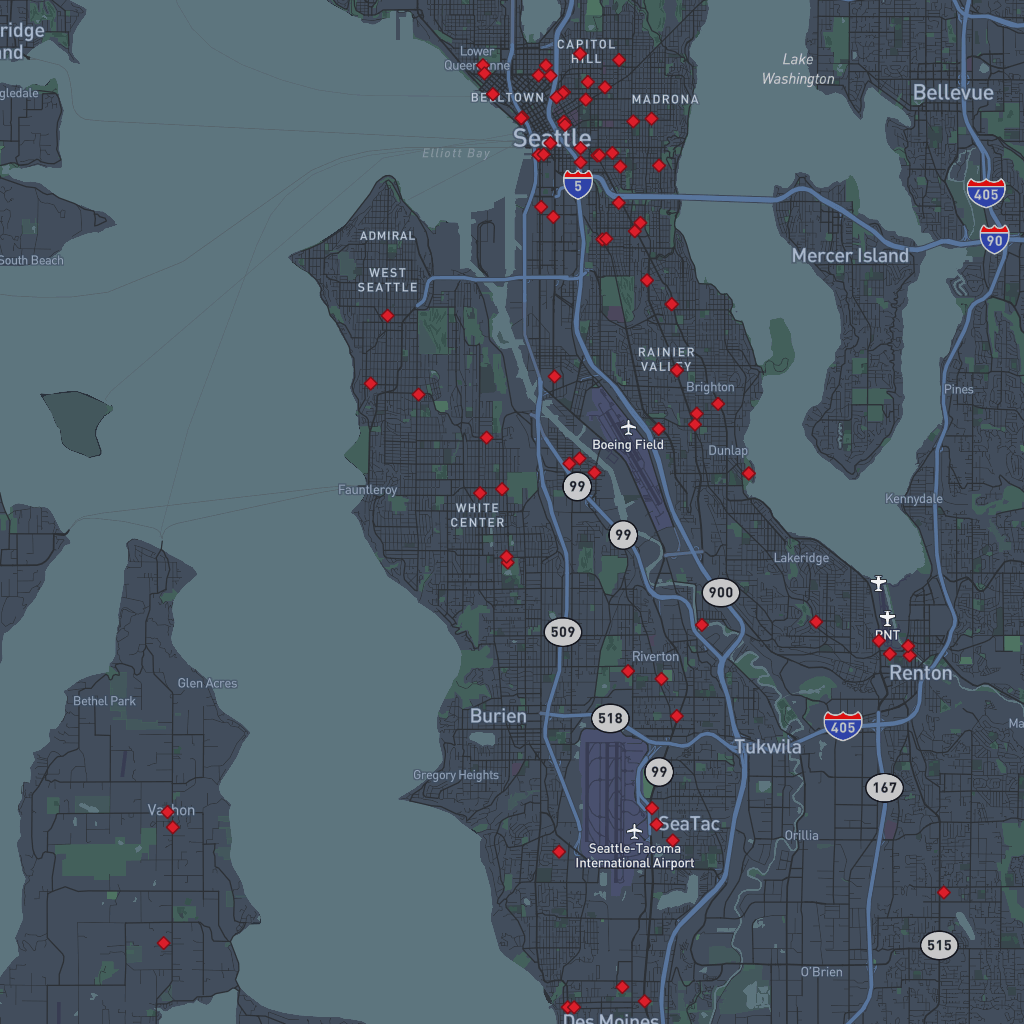 ridge
nd
gledale
South Beach
Lower
Queen Anne
CAPITOL
HILL
BELLTOWN
MADRONA
Lake
Washington
Bellevue
Seattle
Elliott Bay
5
405
90
ADMIRAL
WEST
SEATTLE
Mercer Island
RAINIER
VALLEY
Brighton
Pines
Boeing Field
Dunlap
Fauntleroy
99
WHITE
CENTER
Kennydale
99
Lakeridge
900
509
RNT
Renton
Riverton
Glen Acres
Bethel Park
Burien
518
405
Ma
Tukwila
99
Gregory Heights
167
Vashon
SeaTac
Orillia
Seattle-Tacoma
International Airport
515
O'Brien
Des Moines